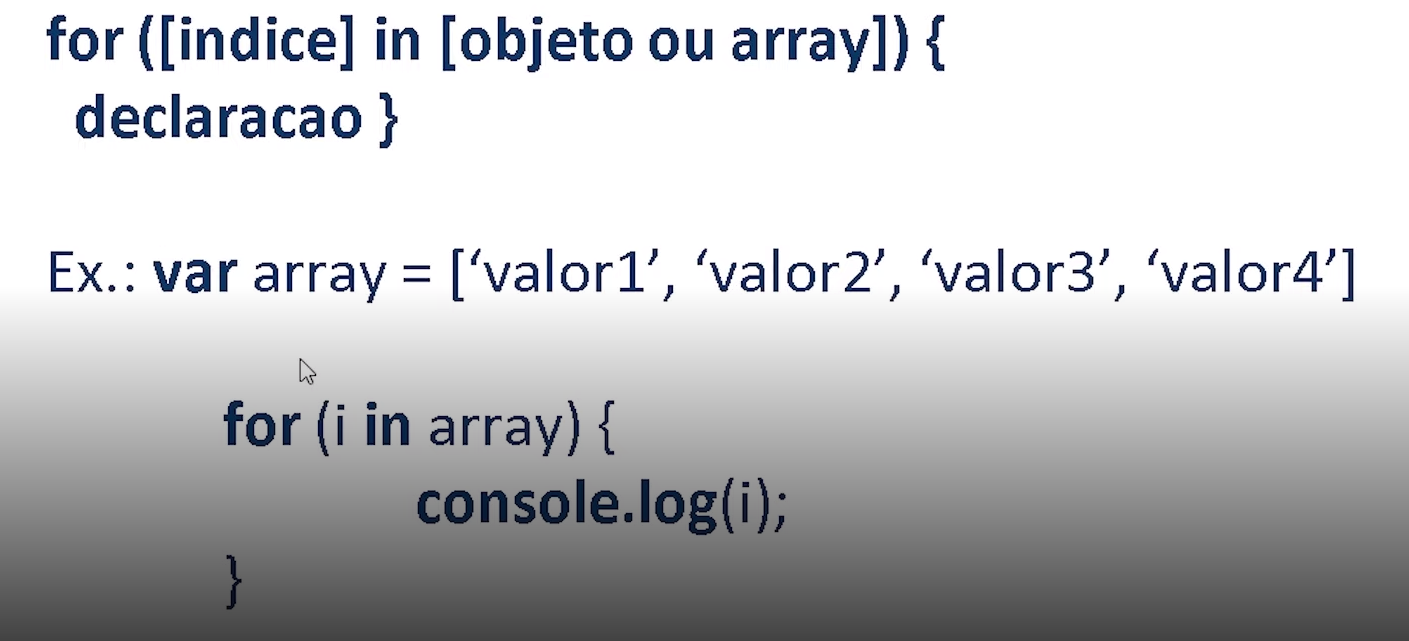 for ([indice] in [objeto ou array]) {
declaracao }
Ex.: var array = [‘valor1’, ‘valor2’, ‘valor3’, ‘valor4’]
for (i in array) {
console.log(i);
}